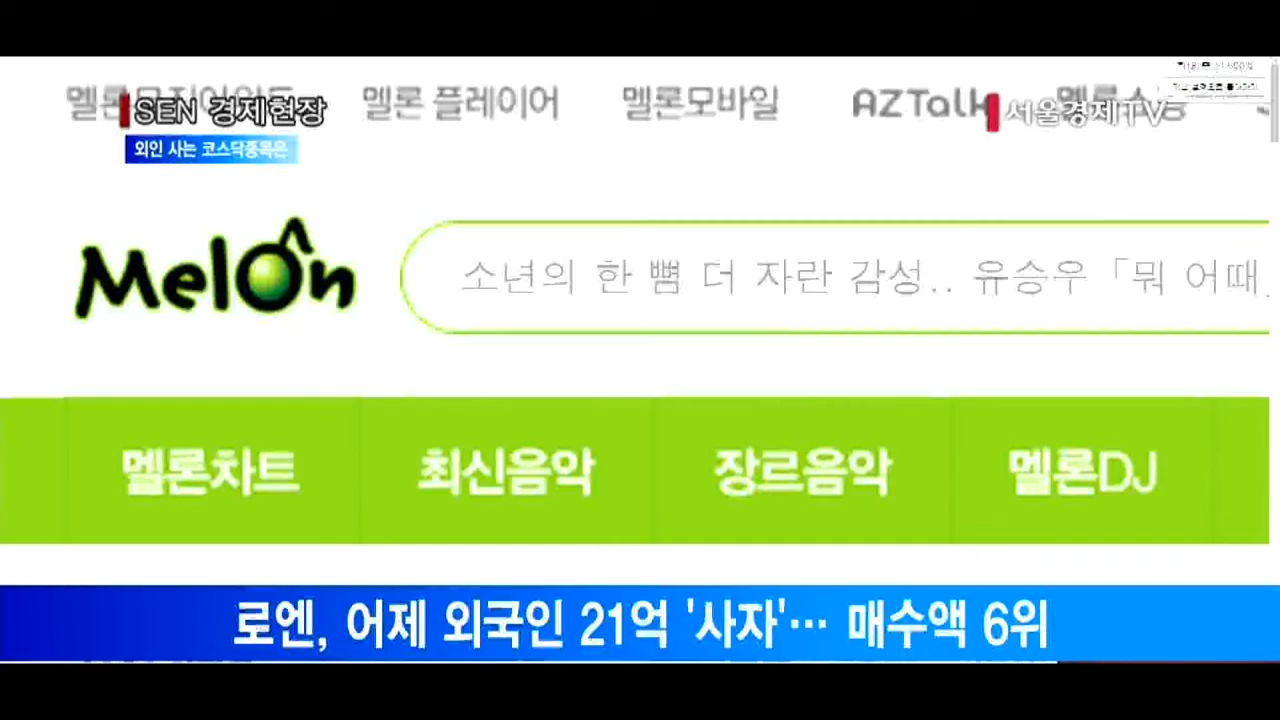 멜론 플레이어 멜론모바일 AZTalk
SEN 경제현장
서울경제TV
외인 사는 코스닥종목은
Melon
소년의 한 뼘 더 자란 감성.. 유승우「뭐 어때」
멜론차트 최신음악 장르음악 멜론DJ
로엔, 어제 외국인 21억 '사자'… 매수액 6위